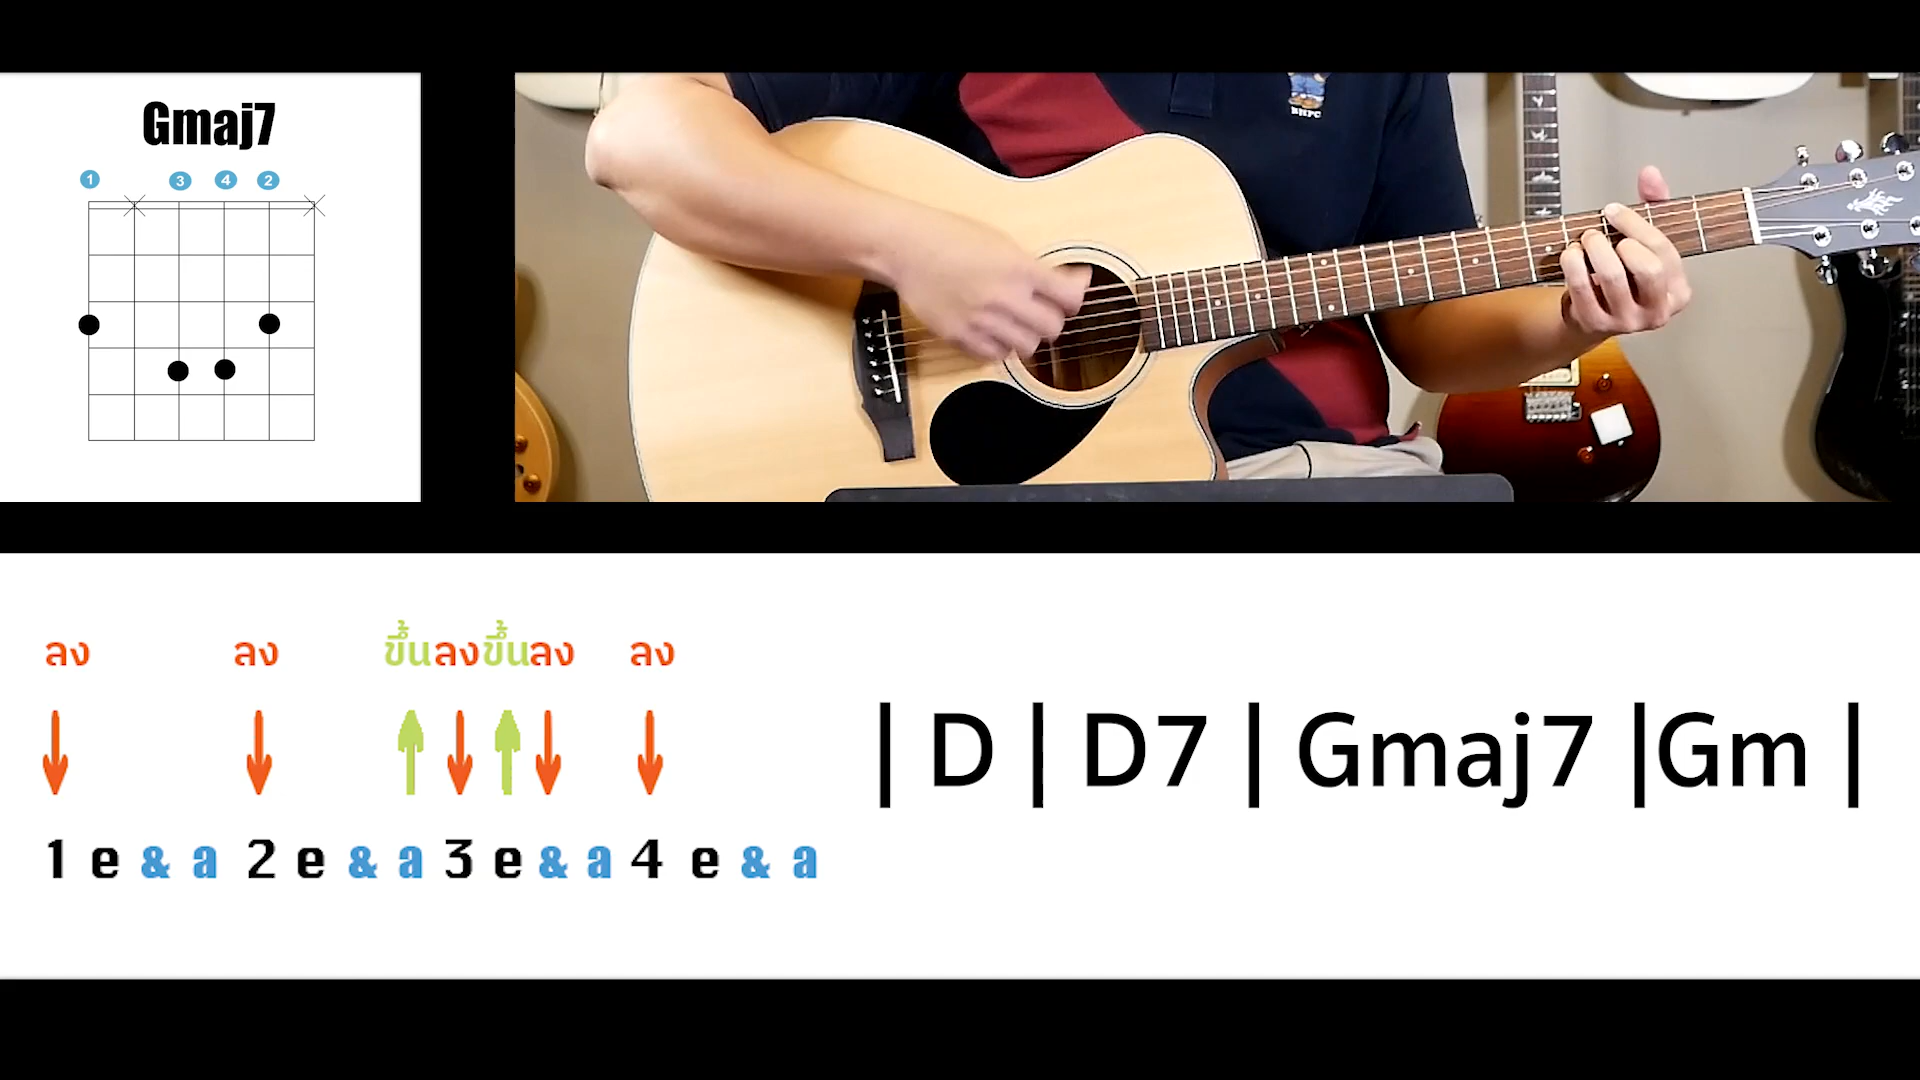 Gmaj7
1 3 4 2
BHPC
ลง ลง ขึ้น ลง ขึ้น ลง ลง
| D | D7 | Gmaj7 | Gm |
1 e & a 2 e & a 3 e & a 4 e & a